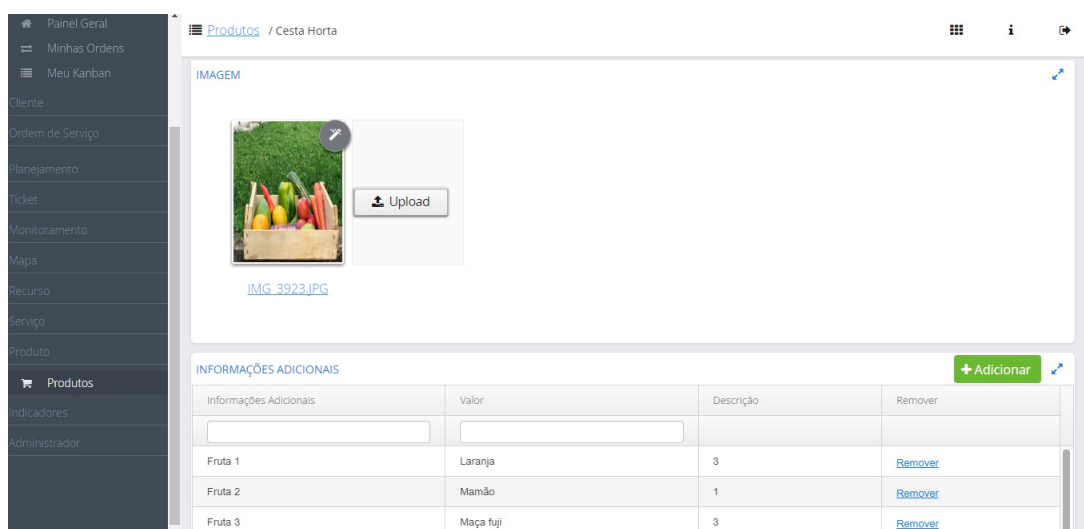 Painel Geral
Produtos / Cesta Horta
Minhas Ordens
Meu Kanban
Cliente
Ordem de Serviço
Planejamento
Ticket
Monitoramento
Mapa
Recurso
Serviço
Produto
Produtos
Indicadores
Administrador
IMAGEM
Upload
IMG_3923.JPG
INFORMAÇÕES ADICIONAIS
Adicionar
Informações Adicionais Valor Descrição Remover
Fruta 1 Laranja 3 Remover
Fruta 2 Mamão 1 Remover
Fruta 3 Maça fuji 3 Remover